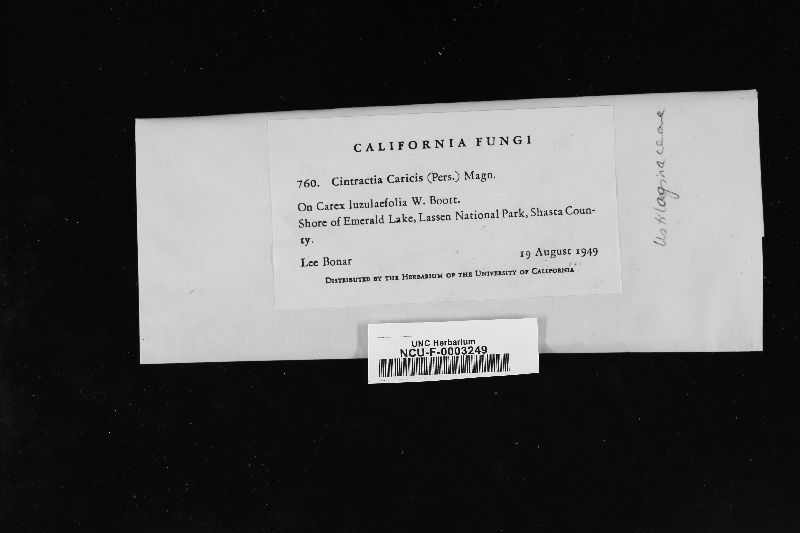 CALIFORNIA FUNGI
760. Cintractia Caricis (Pers.) Magn.
On Carex luzulaefolia W. Boott.
Shore of Emerald Lake, Lassen National Park, Shasta Coun-
ty.
Lee Bonar 19 August 1949
DISTRIBUTED BY THE HERBARIUM OF THE UNIVERSITY OF CALIFORNIA
Ustilaginaceae
UNC Herbarium
NCU-F-0003249